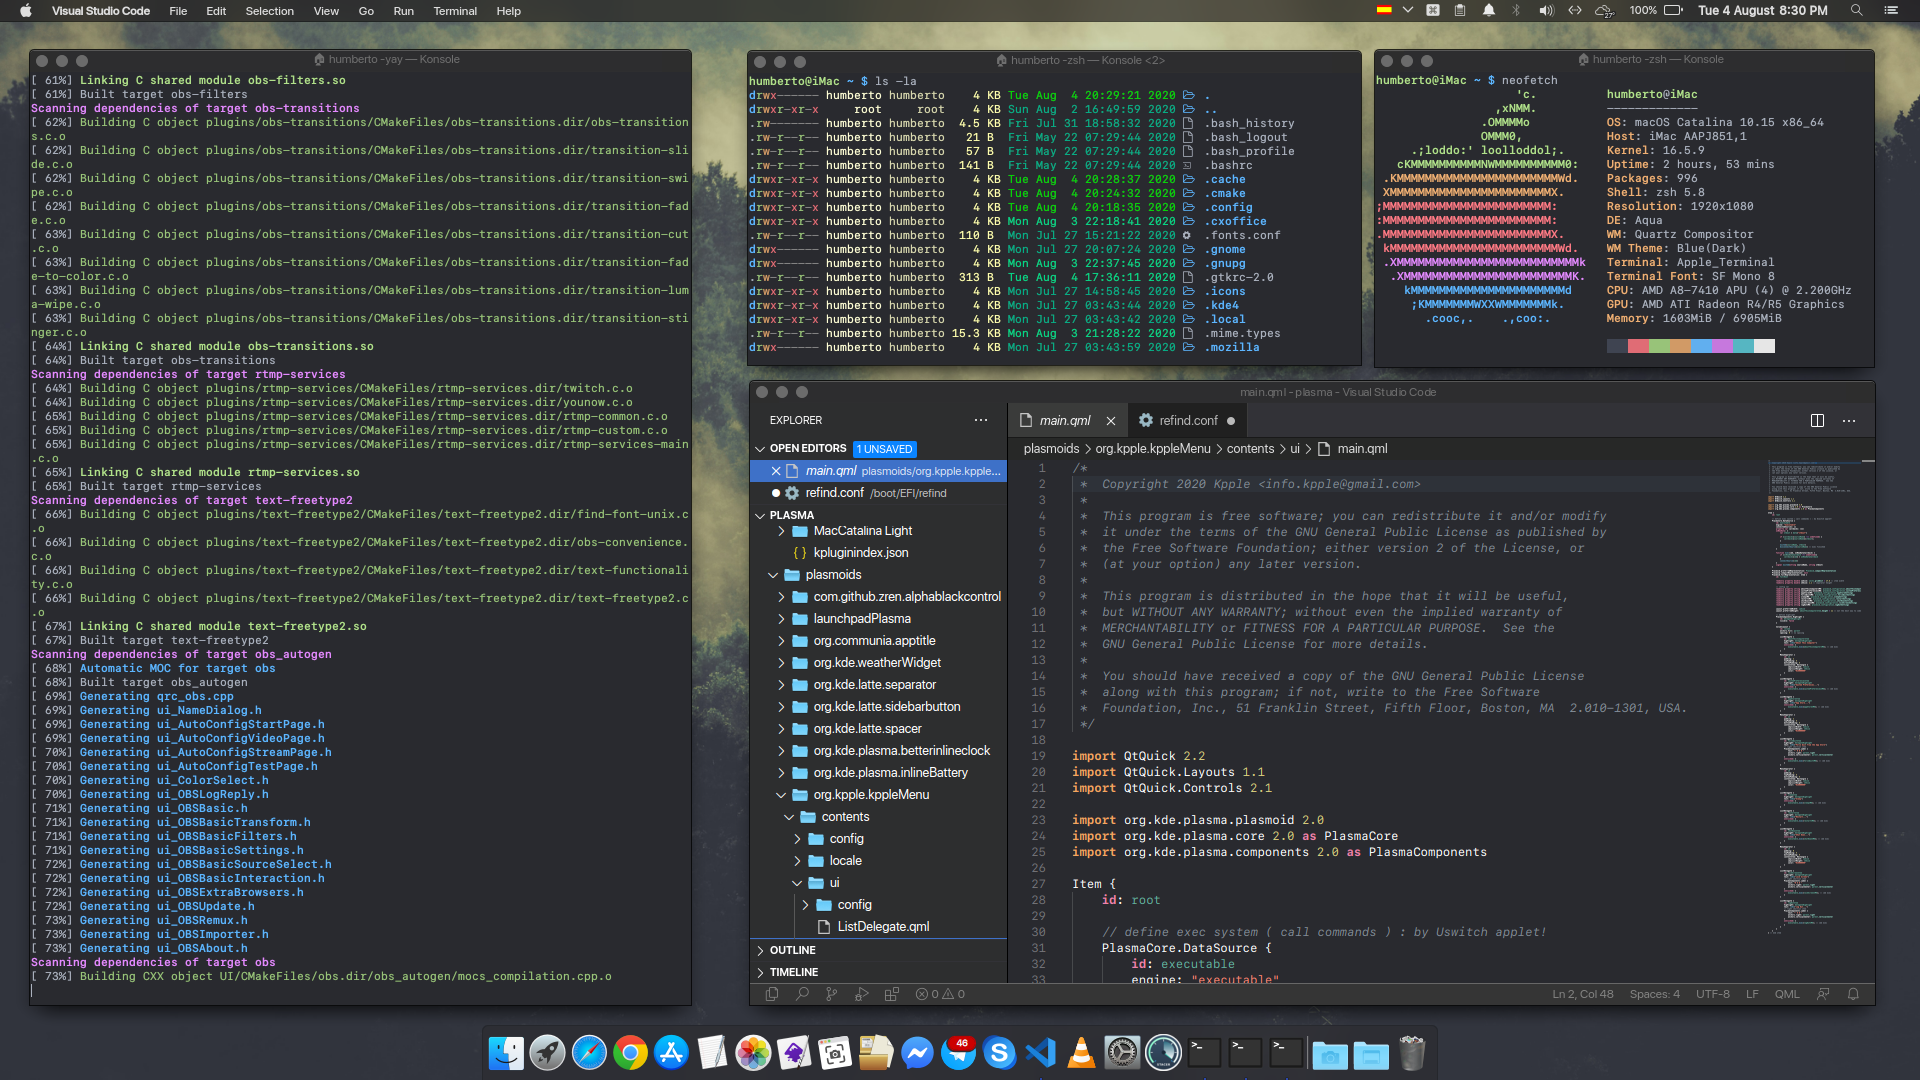 Visual Studio Code File Edit Selection View Go Run Terminal Help
27° 100% Tue 4 August 8:30 PM
humberto -yay — Konsole
[ 61%] Linking C shared module obs-filters.so
[ 61%] Built target obs-filters
Scanning dependencies of target obs-transitions
[ 62%] Building C object plugins/obs-transitions/CMakeFiles/obs-transitions.dir/obs-transition
s.c.o
[ 62%] Building C object plugins/obs-transitions/CMakeFiles/obs-transitions.dir/transition-sli
de.c.o
[ 62%] Building C object plugins/obs-transitions/CMakeFiles/obs-transitions.dir/transition-swi
pe.c.o
[ 62%] Building C object plugins/obs-transitions/CMakeFiles/obs-transitions.dir/transition-fad
e.c.o
[ 63%] Building C object plugins/obs-transitions/CMakeFiles/obs-transitions.dir/transition-cut
.c.o
[ 63%] Building C object plugins/obs-transitions/CMakeFiles/obs-transitions.dir/transition-fad
e-to-color.c.o
[ 63%] Building C object plugins/obs-transitions/CMakeFiles/obs-transitions.dir/transition-lum
a-wipe.c.o
[ 63%] Building C object plugins/obs-transitions/CMakeFiles/obs-transitions.dir/transition-sti
nger.c.o
[ 64%] Linking C shared module obs-transitions.so
[ 64%] Built target obs-transitions
Scanning dependencies of target rtmp-services
[ 64%] Building C object plugins/rtmp-services/CMakeFiles/rtmp-services.dir/twitch.c.o
[ 64%] Building C object plugins/rtmp-services/CMakeFiles/rtmp-services.dir/younow.c.o
[ 65%] Building C object plugins/rtmp-services/CMakeFiles/rtmp-services.dir/rtmp-common.c.o
[ 65%] Building C object plugins/rtmp-services/CMakeFiles/rtmp-services.dir/rtmp-custom.c.o
[ 65%] Building C object plugins/rtmp-services/CMakeFiles/rtmp-services.dir/rtmp-services-main
.c.o
[ 65%] Linking C shared module rtmp-services.so
[ 65%] Built target rtmp-services
Scanning dependencies of target text-freetype2
[ 66%] Building C object plugins/text-freetype2/CMakeFiles/text-freetype2.dir/find-font-unix.c
.o
[ 66%] Building C object plugins/text-freetype2/CMakeFiles/text-freetype2.dir/obs-convenience.
c.o
[ 66%] Building C object plugins/text-freetype2/CMakeFiles/text-freetype2.dir/text-functionali
ty.c.o
[ 66%] Building C object plugins/text-freetype2/CMakeFiles/text-freetype2.dir/text-freetype2.c
.o
[ 67%] Linking C shared module text-freetype2.so
[ 67%] Built target text-freetype2
Scanning dependencies of target obs_autogen
[ 68%] Automatic MOC for target obs
[ 68%] Built target obs_autogen
[ 69%] Generating qrc_obs.cpp
[ 69%] Generating ui_NameDialog.h
[ 69%] Generating ui_AutoConfigStartPage.h
[ 69%] Generating ui_AutoConfigVideoPage.h
[ 70%] Generating ui_AutoConfigStreamPage.h
[ 70%] Generating ui_AutoConfigTestPage.h
[ 70%] Generating ui_ColorSelect.h
[ 70%] Generating ui_OBSLogReply.h
[ 71%] Generating ui_OBSBasic.h
[ 71%] Generating ui_OBSBasicTransform.h
[ 71%] Generating ui_OBSBasicFilters.h
[ 71%] Generating ui_OBSBasicSettings.h
[ 72%] Generating ui_OBSBasicSourceSelect.h
[ 72%] Generating ui_OBSBasicInteraction.h
[ 72%] Generating ui_OBSExtraBrowsers.h
[ 72%] Generating ui_OBSUpdate.h
[ 73%] Generating ui_OBSRemux.h
[ 73%] Generating ui_OBSImporter.h
[ 73%] Generating ui_OBSAbout.h
Scanning dependencies of target obs
[ 73%] Building CXX object UI/CMakeFiles/obs.dir/obs_autogen/mocs_compilation.cpp.o
humberto -zsh — Konsole <2>
humberto@iMac ~ $ ls -la
drwx------ humberto humberto 4 KB Tue Aug 4 20:29:21 2020 .
drwxr-xr-x root root 4 KB Sun Aug 2 16:49:59 2020 ..
.rw------- humberto humberto 4.5 KB Fri Jul 31 18:58:32 2020 .bash_history
.rw-r--r-- humberto humberto 21 B Fri May 22 07:29:44 2020 .bash_logout
.rw-r--r-- humberto humberto 57 B Fri May 22 07:29:44 2020 .bash_profile
.rw-r--r-- humberto humberto 141 B Fri May 22 07:29:44 2020 .bashrc
drwxr-xr-x humberto humberto 4 KB Tue Aug 4 20:28:37 2020 .cache
drwxr-xr-x humberto humberto 4 KB Tue Aug 4 20:24:32 2020 .cmake
drwxr-xr-x humberto humberto 4 KB Tue Aug 4 20:18:35 2020 .config
drwxr-xr-x humberto humberto 4 KB Mon Aug 3 22:18:41 2020 .cxoffice
.rw-r--r-- humberto humberto 110 B Mon Jul 27 15:21:22 2020 .fonts.conf
drwx------ humberto humberto 4 KB Mon Jul 27 20:07:24 2020 .gnome
drwx------ humberto humberto 4 KB Mon Aug 3 22:37:45 2020 .gnupg
.rw-r--r-- humberto humberto 313 B Tue Aug 4 17:36:11 2020 .gtkrc-2.0
drwxr-xr-x humberto humberto 4 KB Mon Jul 27 14:58:45 2020 .icons
drwxr-xr-x humberto humberto 4 KB Mon Jul 27 03:43:44 2020 .kde4
drwxr-xr-x humberto humberto 4 KB Mon Jul 27 03:43:42 2020 .local
.rw-r--r-- humberto humberto 15.3 KB Mon Aug 3 21:28:22 2020 .mime.types
drwx------ humberto humberto 4 KB Mon Jul 27 03:43:59 2020 .mozilla
humberto -zsh — Konsole
humberto@iMac ~ $ neofetch
humberto@iMac
-------------
OS: macOS Catalina 10.15 x86_64
Host: iMac AAPJ851,1
Kernel: 16.5.9
Uptime: 2 hours, 53 mins
Packages: 996
Shell: zsh 5.8
Resolution: 1920x1080
DE: Aqua
WM: Quartz Compositor
WM Theme: Blue(Dark)
Terminal: Apple_Terminal
Terminal Font: SF Mono 8
CPU: AMD A8-7410 APU (4) @ 2.200GHz
GPU: AMD ATI Radeon R4/R5 Graphics
Memory: 1603MiB / 6905MiB
main.qml - plasma - Visual Studio Code
EXPLORER
OPEN EDITORS 1 UNSAVED
main.qml plasmoids/org.kpple.kpple...
refind.conf /boot/EFI/refind
PLASMA
MacCatalina Light
{ } kpluginindex.json
plasmoids
com.github.zren.alphablackcontrol
launchpadPlasma
org.communia.apptitle
org.kde.weatherWidget
org.kde.latte.separator
org.kde.latte.sidebarbutton
org.kde.latte.spacer
org.kde.plasma.betterinlineclock
org.kde.plasma.inlineBattery
org.kpple.kppleMenu
contents
config
locale
ui
config
ListDelegate.qml
OUTLINE
TIMELINE
main.qml refind.conf
plasmoids > org.kpple.kppleMenu > contents > ui > main.qml
1 /*
2 * Copyright 2020 Kpple <info.kpple@gmail.com>
3 *
4 * This program is free software; you can redistribute it and/or modify
5 * it under the terms of the GNU General Public License as published by
6 * the Free Software Foundation; either version 2 of the License, or
7 * (at your option) any later version.
8 *
9 * This program is distributed in the hope that it will be useful,
10 * but WITHOUT ANY WARRANTY; without even the implied warranty of
11 * MERCHANTABILITY or FITNESS FOR A PARTICULAR PURPOSE. See the
12 * GNU General Public License for more details.
13 *
14 * You should have received a copy of the GNU General Public License
15 * along with this program; if not, write to the Free Software
16 * Foundation, Inc., 51 Franklin Street, Fifth Floor, Boston, MA 2.010-1301, USA.
17 */
18
19 import QtQuick 2.2
20 import QtQuick.Layouts 1.1
21 import QtQuick.Controls 2.1
22
23 import org.kde.plasma.plasmoid 2.0
24 import org.kde.plasma.core 2.0 as PlasmaCore
25 import org.kde.plasma.components 2.0 as PlasmaComponents
26
27 Item {
28 id: root
29
30 // define exec system ( call commands ) : by Uswitch applet!
31 PlasmaCore.DataSource {
32 id: executable
33 engine: "executable"
0 0 Ln 2, Col 48 Spaces: 4 UTF-8 LF QML
46